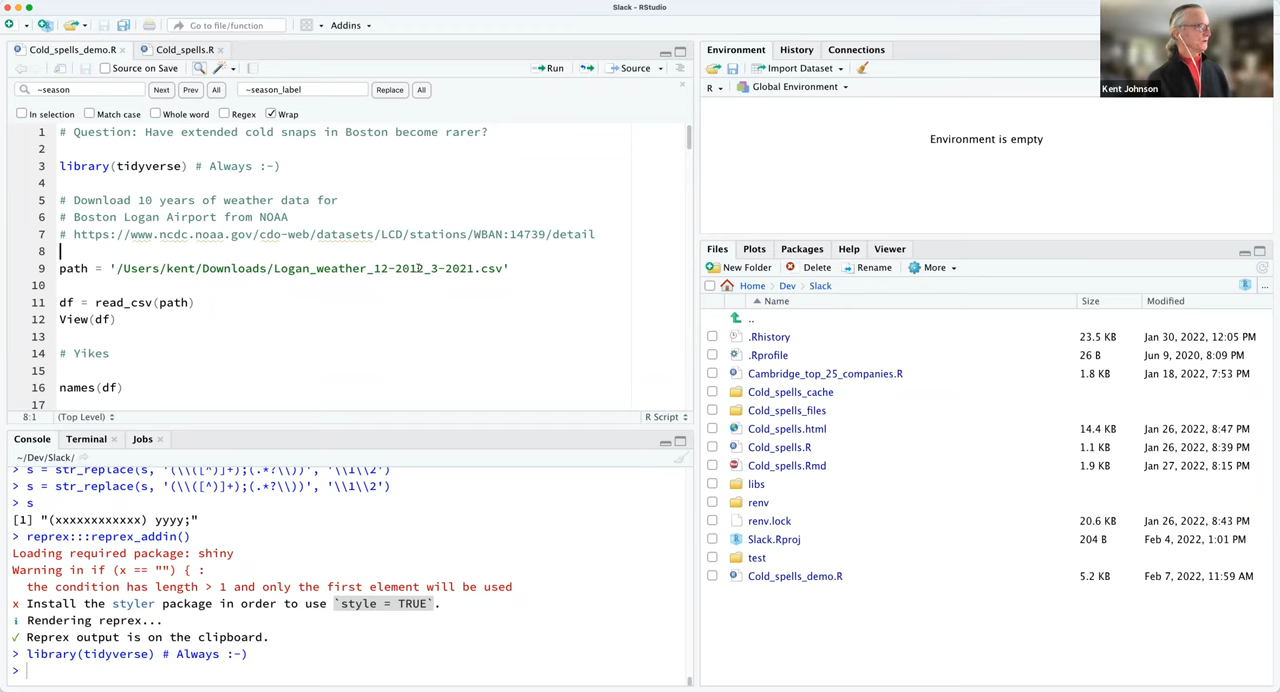 Slack - RStudio
Go to file/function
Addins
Cold_spells_demo.R
Cold_spells.R
Source on Save
Run
Source
~season
Next
Prev
All
~season_label
Replace
All
In selection
Match case
Whole word
Regex
Wrap
1 # Question: Have extended cold snaps in Boston become rarer?
2
3 library(tidyverse) # Always :-)
4
5 # Download 10 years of weather data for
6 # Boston Logan Airport from NOAA
7 # https://www.ncdc.noaa.gov/cdo-web/datasets/LCD/stations/WBAN:14739/detail
8
9 path = '/Users/kent/Downloads/Logan_weather_12-2012_3-2021.csv'
10
11 df = read_csv(path)
12 View(df)
13
14 # Yikes
15
16 names(df)
17
8:1
(Top Level)
R Script
Console
Terminal
Jobs
~/Dev/Slack/
> s = str_replace(s, '(\\([^)]+);(.*?\\))', '\\1\\2')
> s = str_replace(s, '(\\([^)]+);(.*?\\))', '\\1\\2')
> s
[1] "(xxxxxxxxxxxx) yyyy;"
> reprex:::reprex_addin()
Loading required package: shiny
Warning in if (x == "") { :
the condition has length > 1 and only the first element will be used
x Install the styler package in order to use `style = TRUE`.
i Rendering reprex...
✓ Reprex output is on the clipboard.
> library(tidyverse) # Always :-)
>
Environment
History
Connections
Import Dataset
R
Global Environment
Environment is empty
Kent Johnson
Files
Plots
Packages
Help
Viewer
New Folder
Delete
Rename
More
Home
Dev
Slack
Name
Size
Modified
..
.Rhistory 23.5 KB Jan 30, 2022, 12:05 PM
.Rprofile 26 B Jun 9, 2020, 8:09 PM
Cambridge_top_25_companies.R 1.8 KB Jan 18, 2022, 7:53 PM
Cold_spells_cache
Cold_spells_files
Cold_spells.html 14.4 KB Jan 26, 2022, 8:47 PM
Cold_spells.R 1.1 KB Jan 26, 2022, 8:39 PM
Cold_spells.Rmd 1.9 KB Jan 27, 2022, 8:15 PM
libs
renv
renv.lock 20.6 KB Jan 26, 2022, 8:43 PM
Slack.Rproj 204 B Feb 4, 2022, 1:01 PM
test
Cold_spells_demo.R 5.2 KB Feb 7, 2022, 11:59 AM